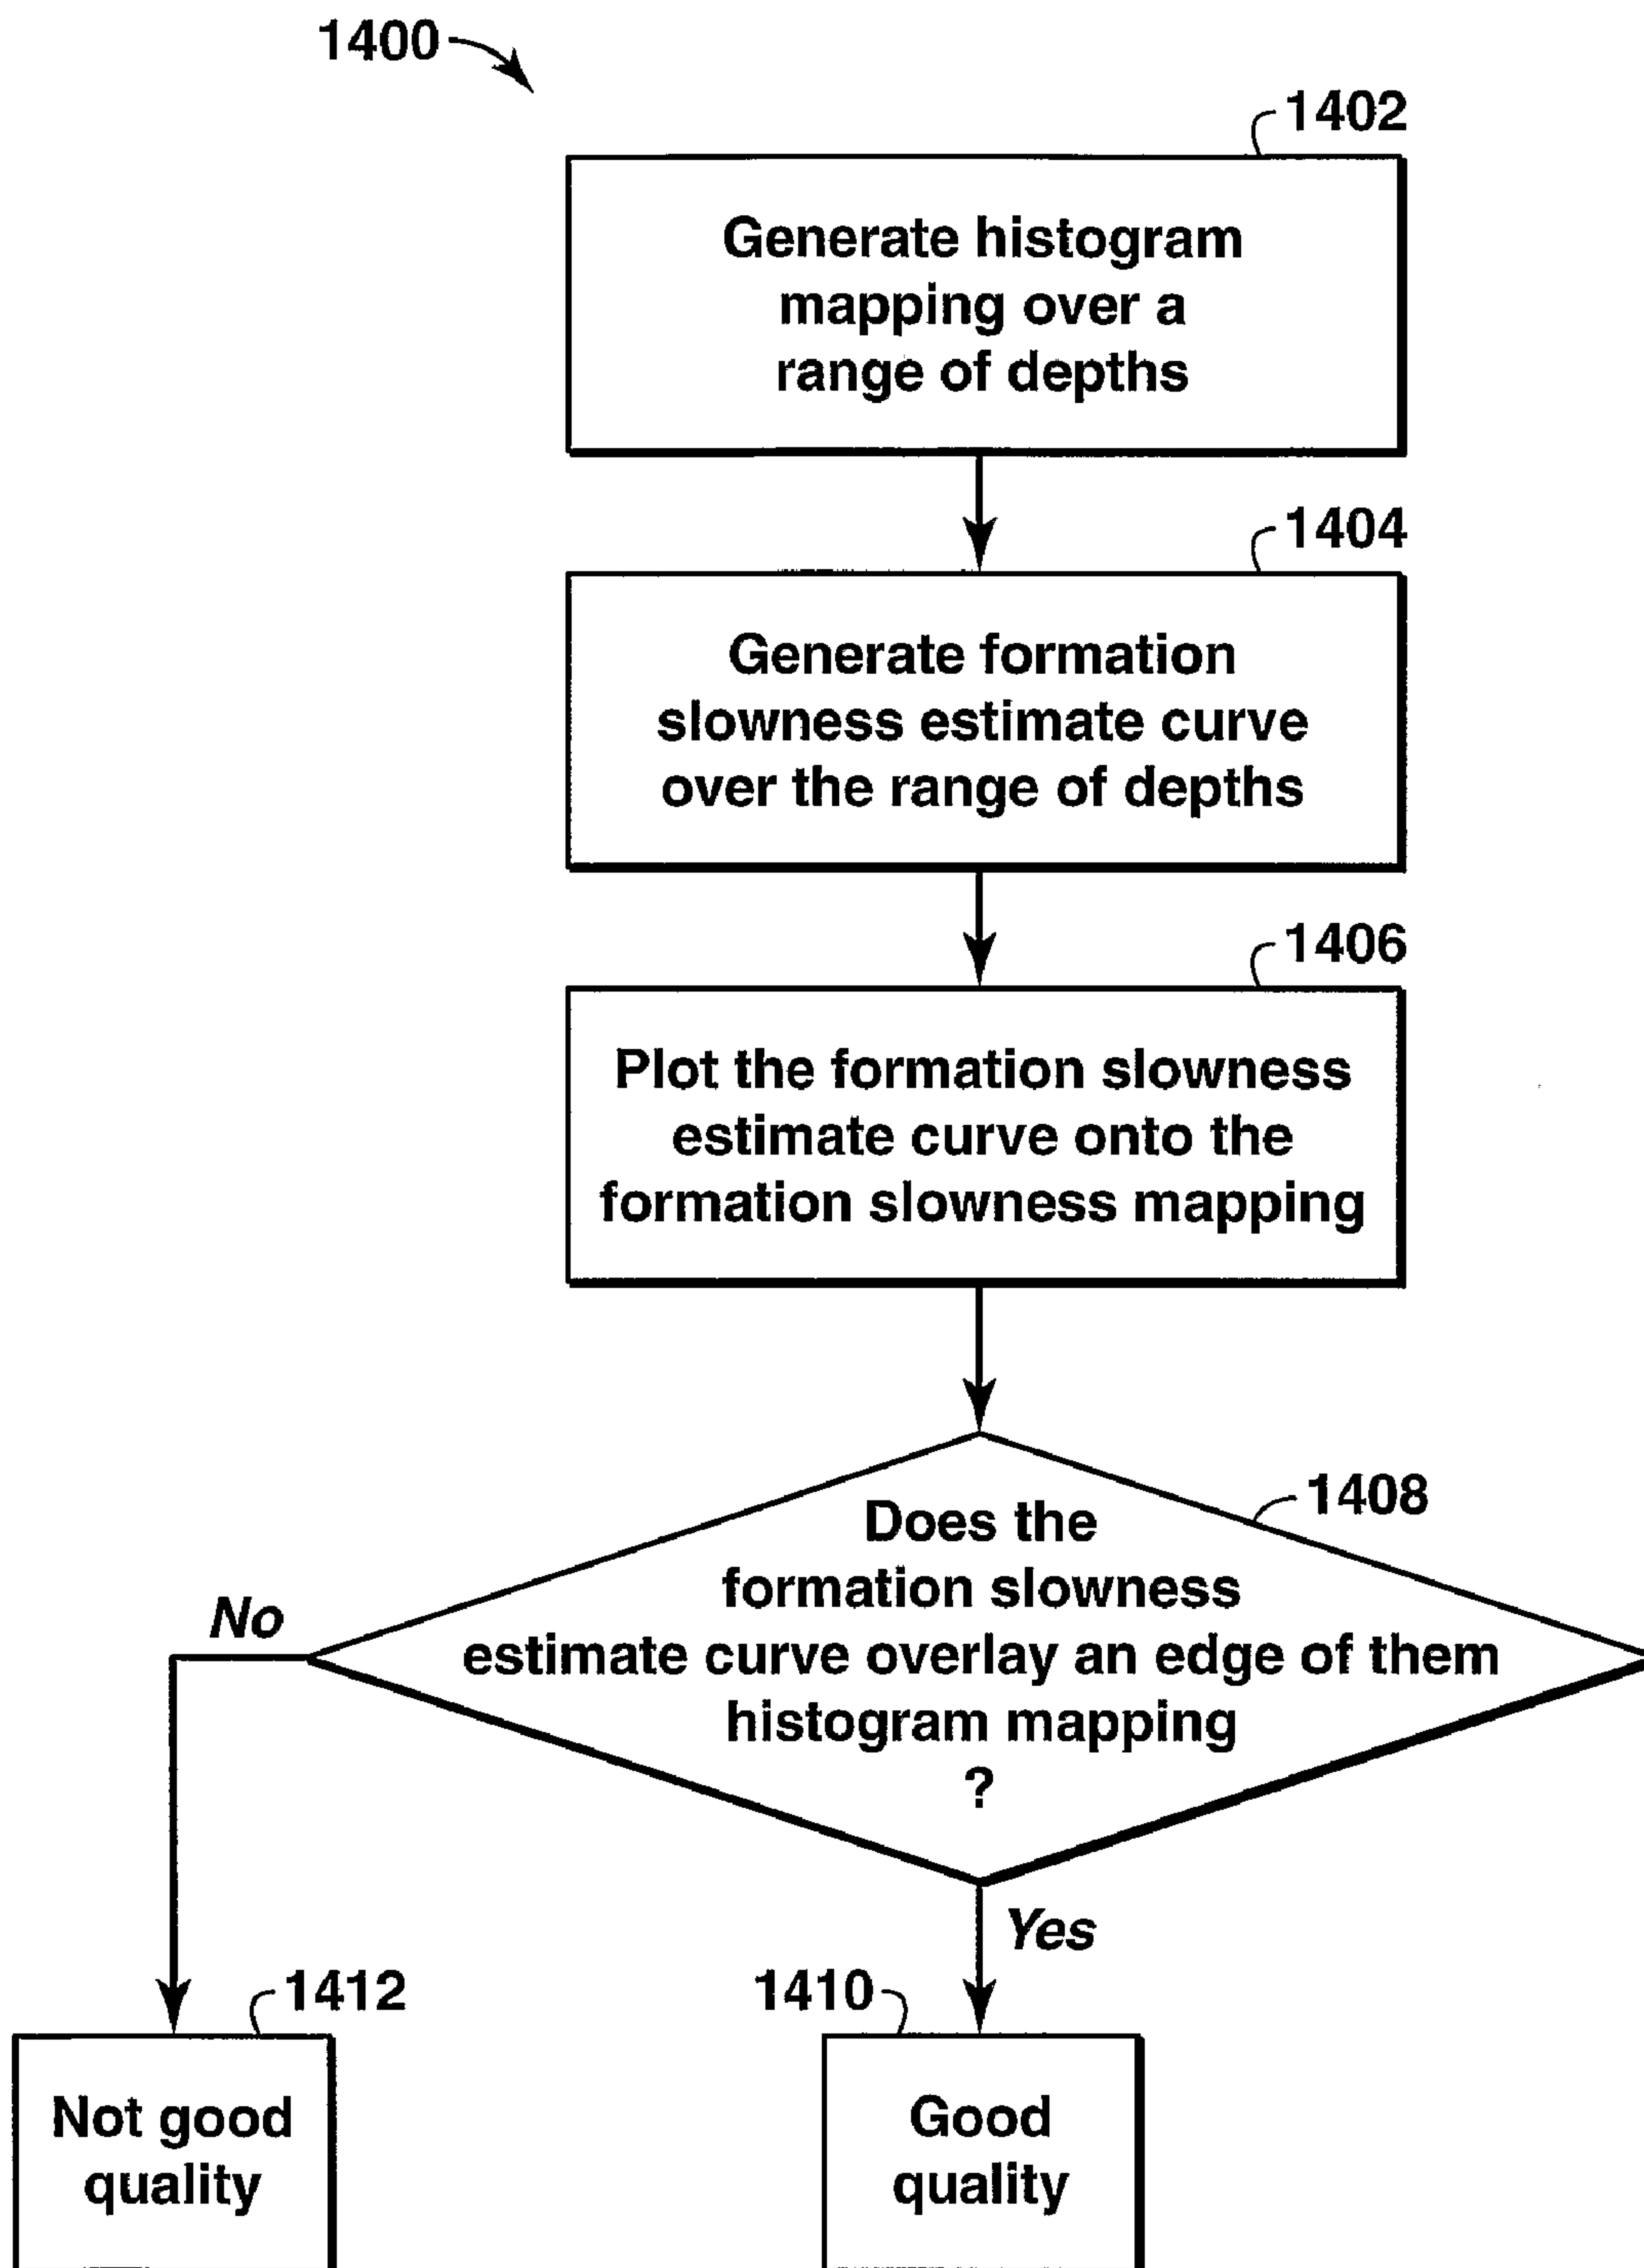 1400
1402
Generate histogram
mapping over a
range of depths
1404
Generate formation
slowness estimate curve
over the range of depths
1406
Plot the formation slowness
estimate curve onto the
formation slowness mapping
1408
Does the
formation slowness
estimate curve overlay an edge of them
histogram mapping
?
No
Yes
1412
1410
Not good
quality
Good
quality